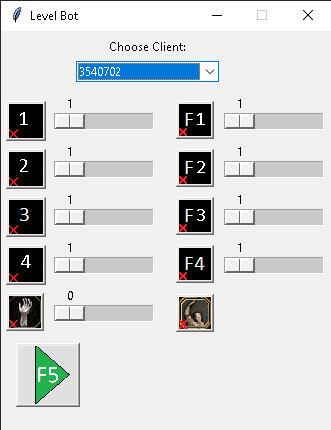 Level Bot
Choose Client:
3540702
1 1 F1 1
2 1 F2 1
3 1 F3 1
4 1 F4 1
0
F5